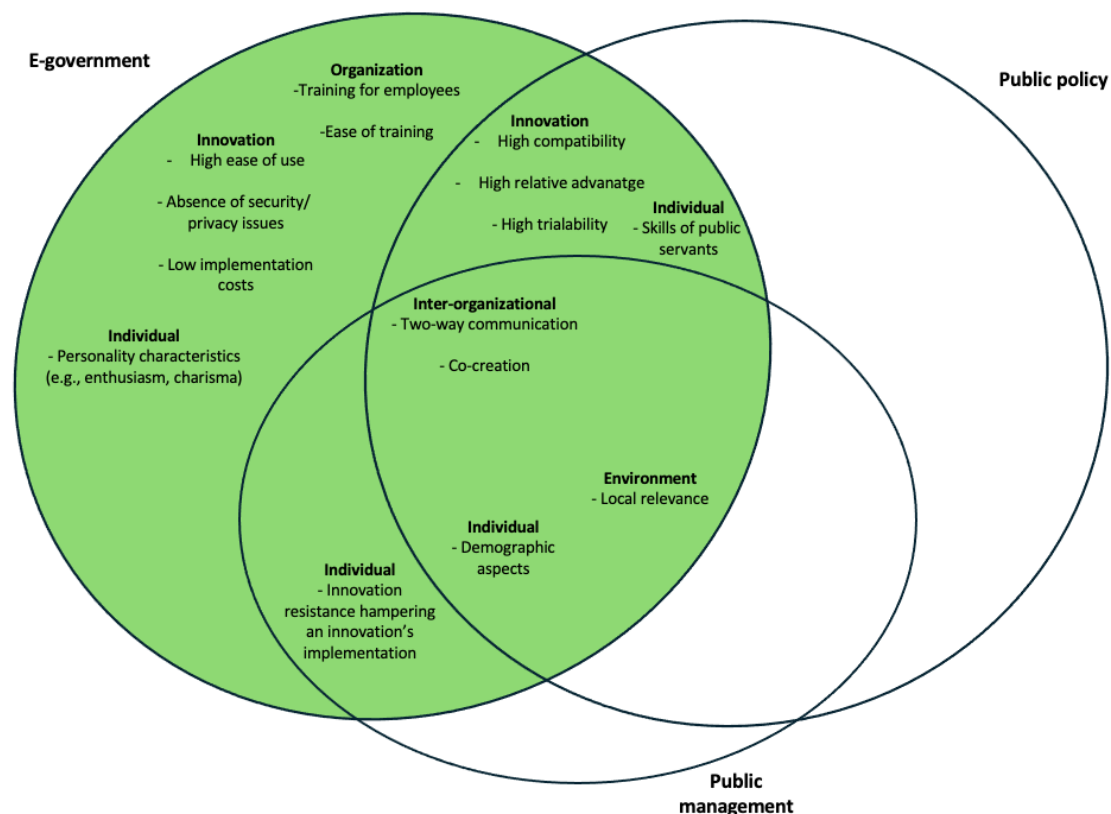 E-government
Public policy
Organization
-Training for employees
-Ease of training
Innovation
- High ease of use
- Absence of security/
privacy issues
- Low implementation
costs
Individual
- Personality characteristics
(e.g., enthusiasm, charisma)
Innovation
- High compatibility
- High relative advanatge
- High trialability
Individual
- Skills of public
servants
Inter-organizational
- Two-way communication
- Co-creation
Environment
- Local relevance
Individual
- Demographic
aspects
Individual
- Innovation
resistance hampering
an innovation’s
implementation
Public
management